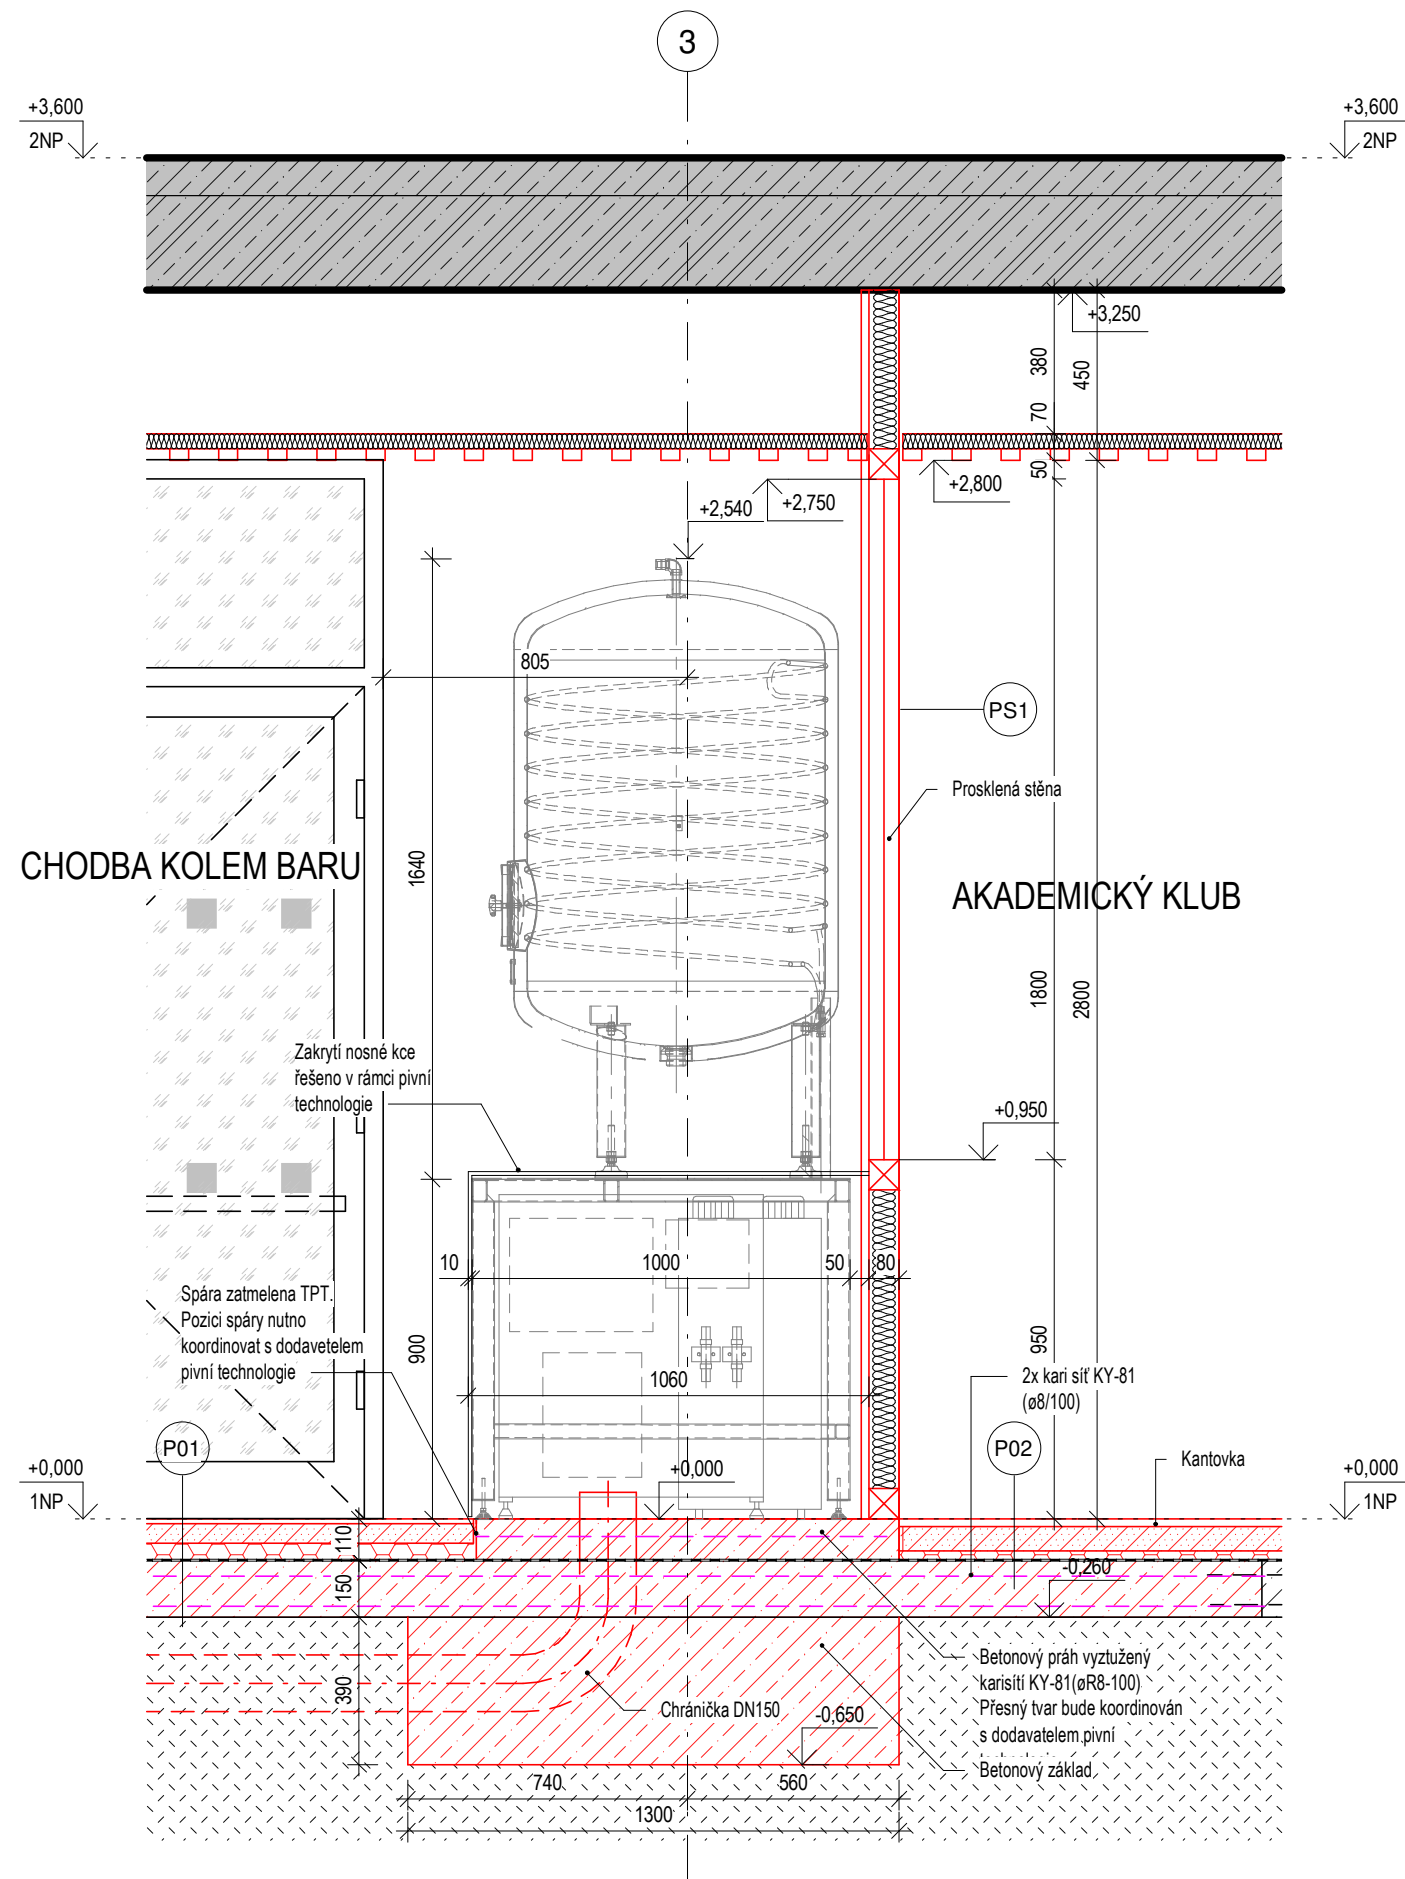 3
+3,600
2NP
+3,600
2NP
+3,250
380
450
70
50
+2,800
+2,540
+2,750
805
PS1
Prosklená stěna
1640
CHODBA KOLEM BARU
AKADEMICKÝ KLUB
1800
2800
Zakrytí nosné kce
řešeno v rámci pivní
technologie
+0,950
10
1000
50
80
Spára zatmelena TPT.
Pozici spáry nutno
koordinovat s dodavetelem
pivní technologie
900
950
1060
2x kari síť KY-81
(ø8/100)
P01
P02
Kantovka
+0,000
1NP
+0,000
+0,000
1NP
110
150
-0,260
390
Betonový práh vyztužený
karisítí KY-81(øR8-100)
Přesný tvar bude koordinován
s dodavatelem pivní
Chránička DN150
-0,650
Betonový základ
740
560
1300